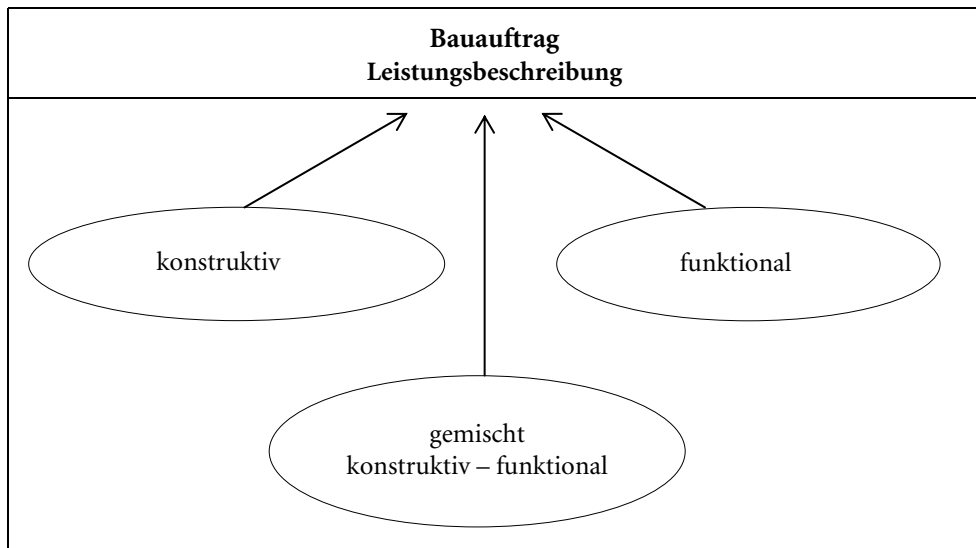 Bauauftrag
Leistungsbeschreibung
konstruktiv
funktional
gemischt
konstruktiv – funktional